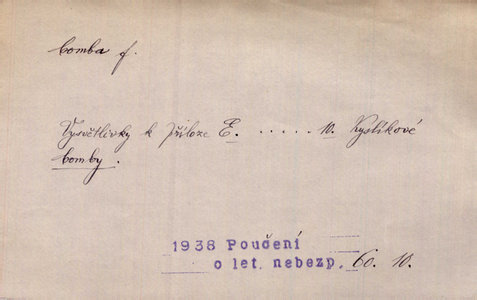 bomba f.
Vysvětlivky k příloze E. ..... 10. Kyslíkové
bomby.
1938 Poučení
o let. nebezp. 60. 10.